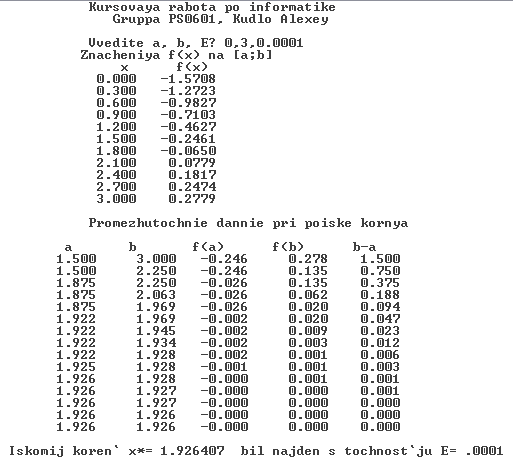 Kursovaya rabota po informatike
Gruppa PS0601, Kudlo Alexey
Vvedite a, b, E? 0,3,0.0001
Znacheniya f(x) na [a;b]
x f(x)
0.000 -1.5708
0.300 -1.2723
0.600 -0.9827
0.900 -0.7103
1.200 -0.4627
1.500 -0.2461
1.800 -0.0650
2.100 0.0779
2.400 0.1817
2.700 0.2474
3.000 0.2779
Promezhutochnie dannie pri poiske kornya
a b f(a) f(b) b-a
1.500 3.000 -0.246 0.278 1.500
1.500 2.250 -0.246 0.135 0.750
1.875 2.250 -0.026 0.135 0.375
1.875 2.063 -0.026 0.062 0.188
1.875 1.969 -0.026 0.020 0.094
1.922 1.969 -0.002 0.020 0.047
1.922 1.945 -0.002 0.009 0.023
1.922 1.934 -0.002 0.003 0.012
1.922 1.928 -0.002 0.001 0.006
1.925 1.928 -0.001 0.001 0.003
1.926 1.928 -0.000 0.001 0.001
1.926 1.927 -0.000 0.000 0.001
1.926 1.927 -0.000 0.000 0.000
1.926 1.926 -0.000 0.000 0.000
1.926 1.926 -0.000 0.000 0.000
Iskomij koren` x*= 1.926407 bil najden s tochnost`ju E= .0001